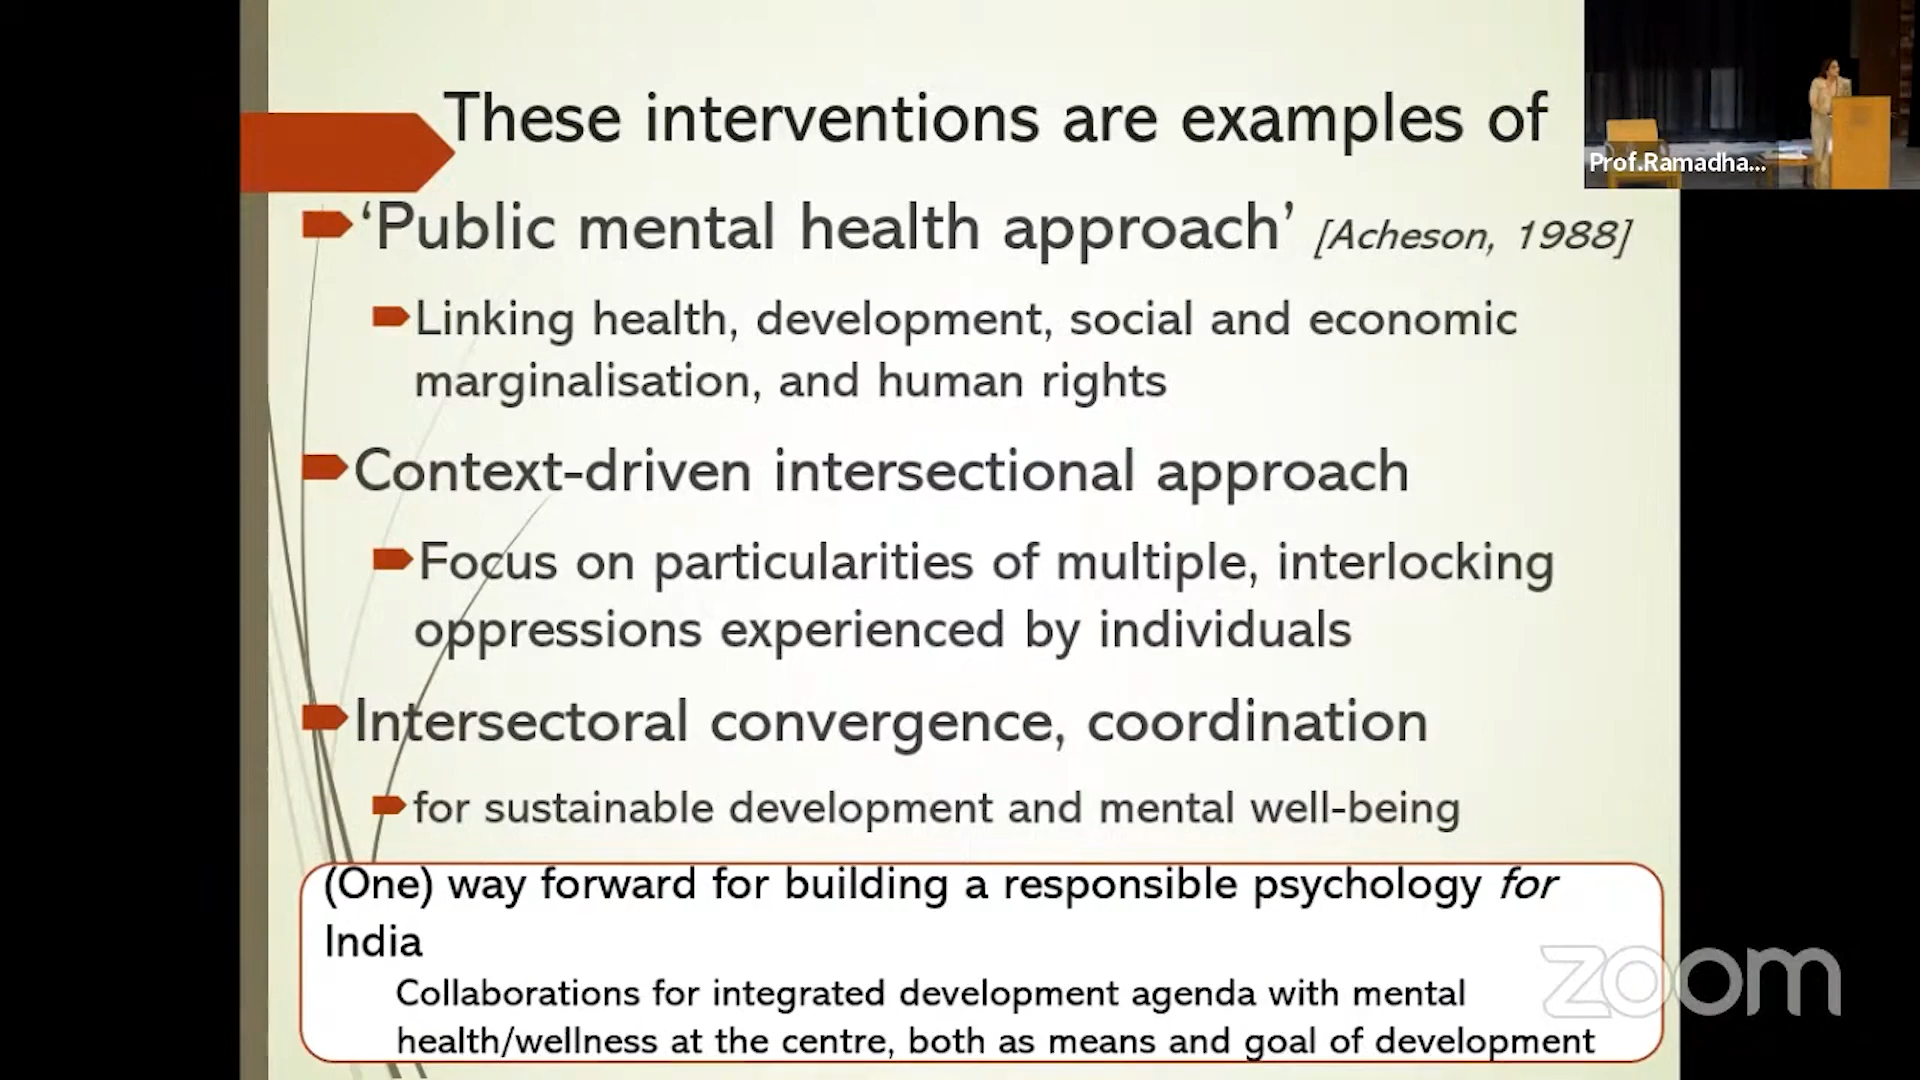 These interventions are examples of
Prof.Ramadha...
‘Public mental health approach’ [Acheson, 1988]
Linking health, development, social and economic
marginalisation, and human rights
Context-driven intersectional approach
Focus on particularities of multiple, interlocking
oppressions experienced by individuals
Intersectoral convergence, coordination
for sustainable development and mental well-being
(One) way forward for building a responsible psychology for
India
Collaborations for integrated development agenda with mental
health/wellness at the centre, both as means and goal of development
zoom